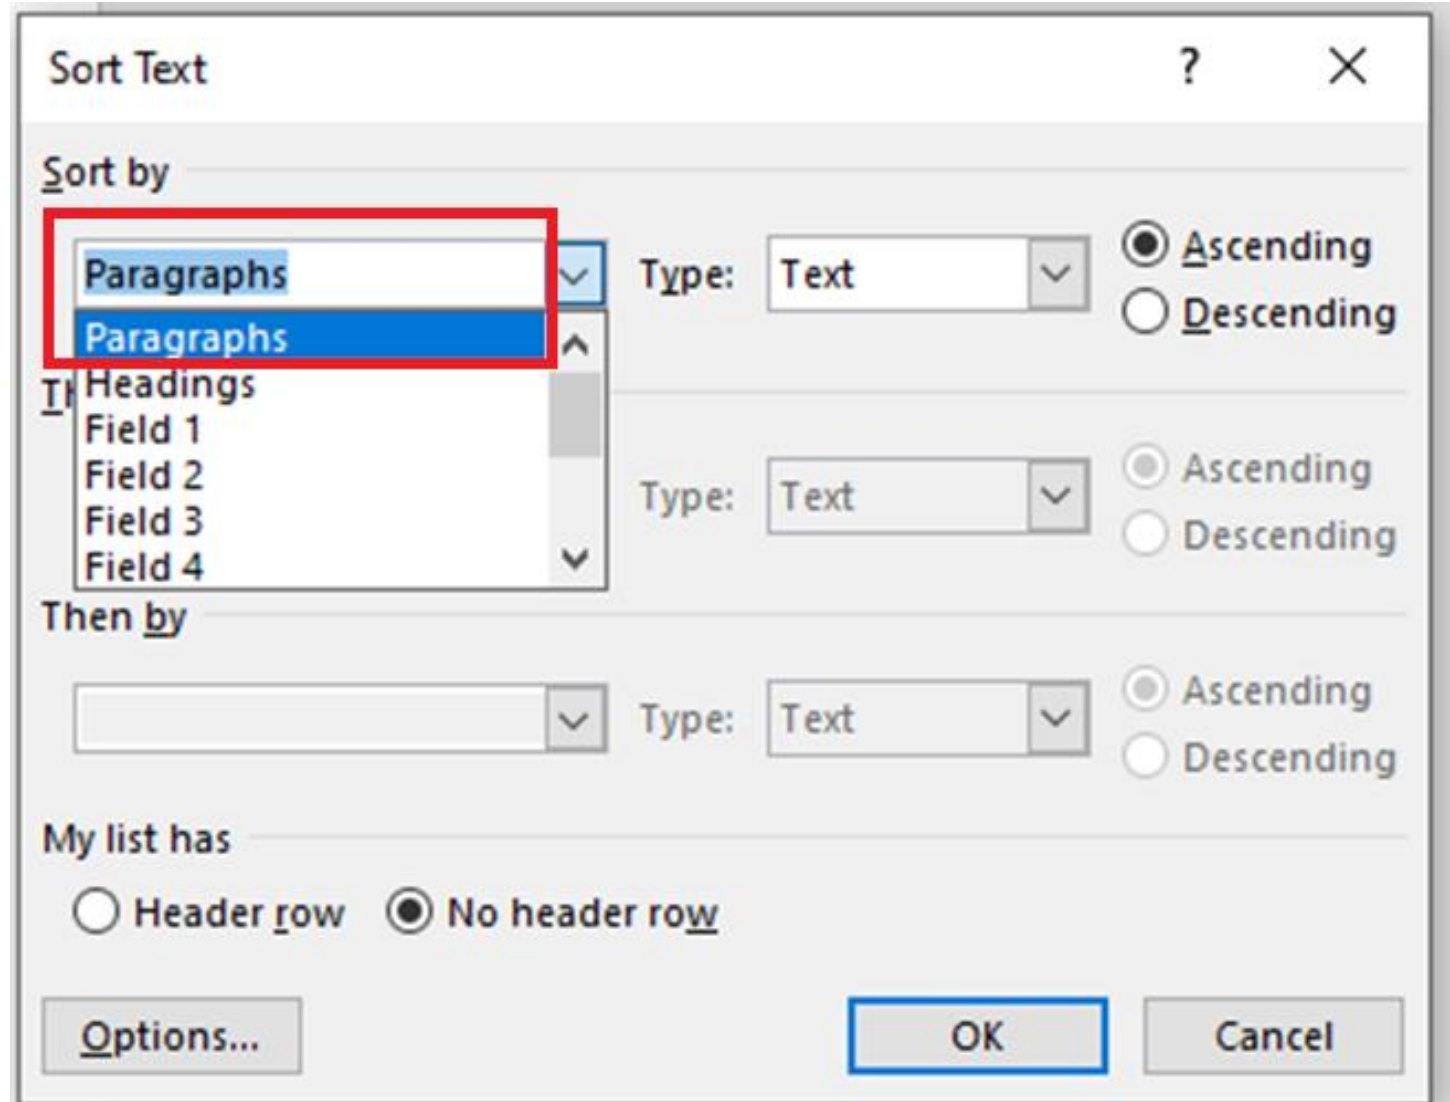 Sort Text ?
Sort by
Paragraphs Type: Text Ascending
Descending
Paragraphs
Headings
Field 1
Field 2
Field 3
Field 4
Type: Text Ascending
Descending
Then by
Type: Text Ascending
Descending
My list has
Header row No header row
Options... OK Cancel